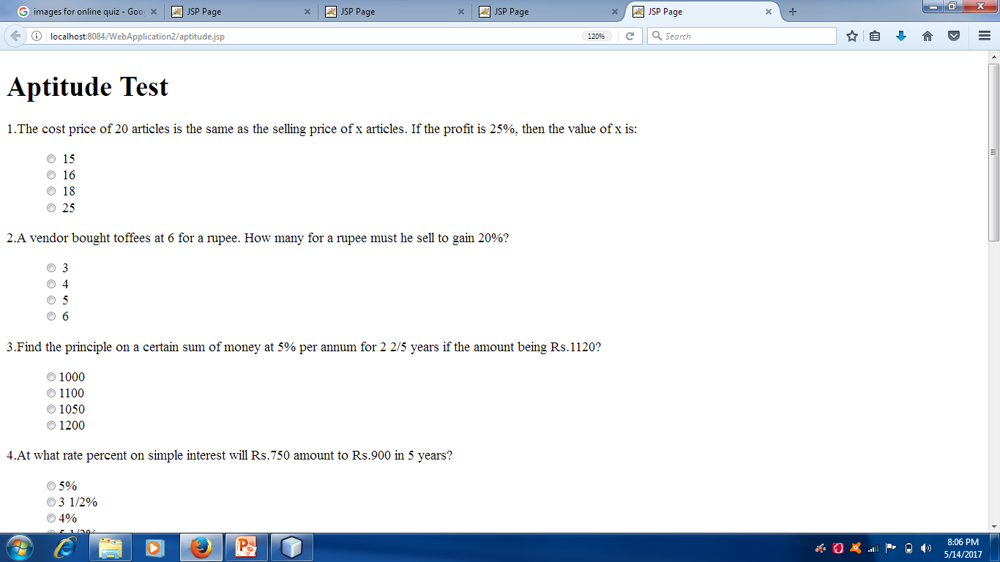 images for online quiz - Goog
JSP Page
JSP Page
JSP Page
JSP Page
localhost:8084/WebApplication2/aptitude.jsp
120%
Search
Aptitude Test
1.The cost price of 20 articles is the same as the selling price of x articles. If the profit is 25%, then the value of x is:
15
16
18
25
2.A vendor bought toffees at 6 for a rupee. How many for a rupee must he sell to gain 20%?
3
4
5
6
3.Find the principle on a certain sum of money at 5% per annum for 2 2/5 years if the amount being Rs.1120?
1000
1100
1050
1200
4.At what rate percent on simple interest will Rs.750 amount to Rs.900 in 5 years?
5%
3 1/2%
4%
8:06 PM
5/14/2017